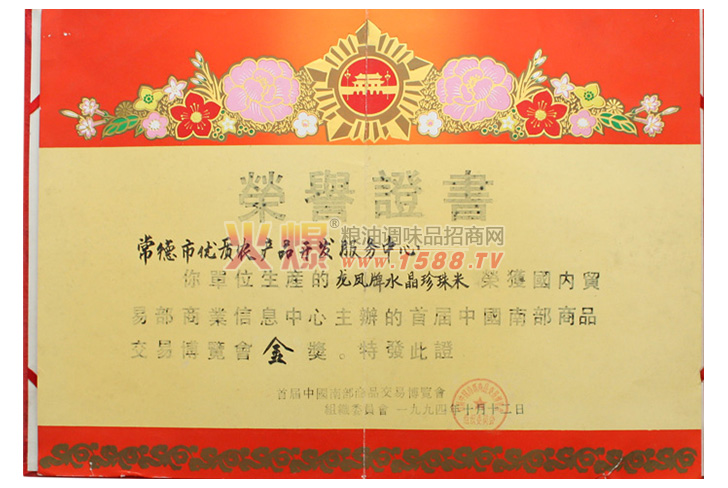 榮譽證書
火爆®粮油调味品招商网
www.1588.TV
常德市优质农产品开发服务中心
你單位生産的龙凤牌水晶珍珠米榮獲國内貿
易部商業信息中心主辦的首届中國南部商品
交易博覽會金獎。特發此證
首届中國南部商品交易博覽會
組織委員會 一九九四年十月十二日